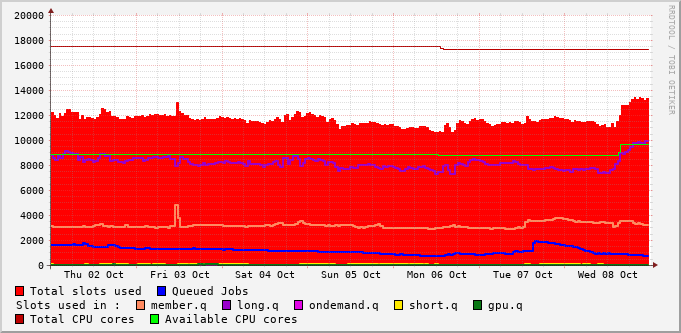 RRDTOOL / TOBI OETIKER
20000
18000
16000
14000
12000
10000
8000
6000
4000
2000
0
Thu 02 Oct Fri 03 Oct Sat 04 Oct Sun 05 Oct Mon 06 Oct Tue 07 Oct Wed 08 Oct
Total slots used Queued Jobs
Slots used in : member.q long.q ondemand.q short.q gpu.q
Total CPU cores Available CPU cores